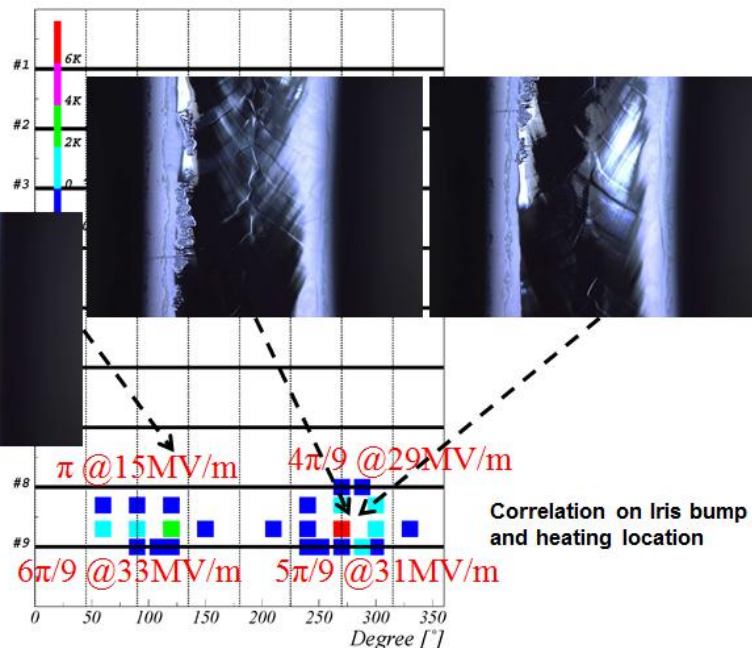 6K
#1
4K
#2
2K
0
#3
π @15MV/m
4π/9 @29MV/m
#8
Correlation on Iris bump
and heating location
#9
6π/9 @33MV/m
5π/9 @31MV/m
0 50 100 150 200 250 300 350
Degree [°]